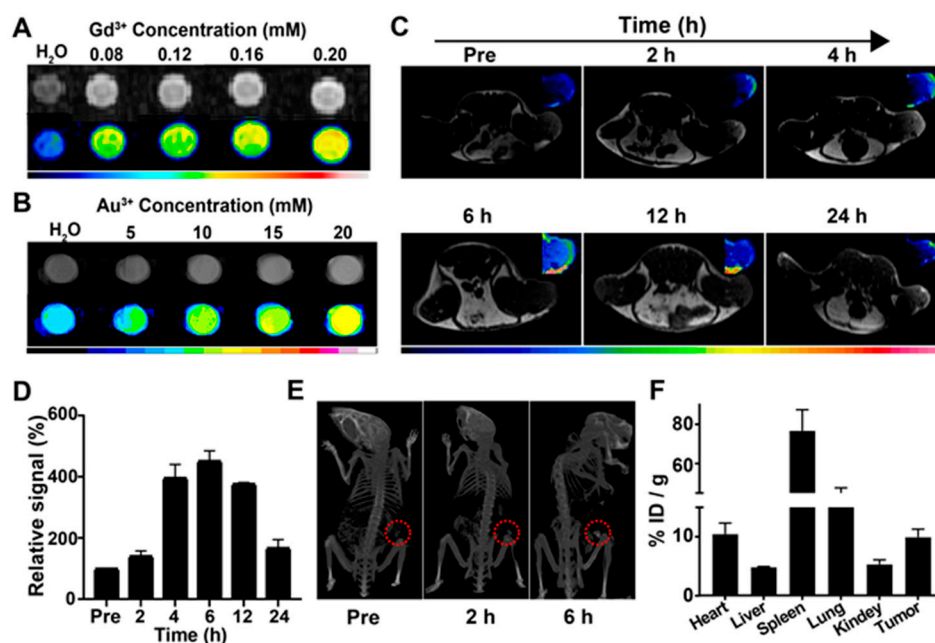 A
Gd³⁺ Concentration (mM)
H₂O 0.08 0.12 0.16 0.20
B
Au³⁺ Concentration (mM)
H₂O 5 10 15 20
C
Time (h)
Pre 2 h 4 h
6 h 12 h 24 h
D
Relative signal (%)
600
400
200
0
Pre 2 4 6 12 24
Time (h)
E
Pre 2 h 6 h
F
% ID / g
80
60
10
0
Heart Liver Spleen Lung Kindey Tumor